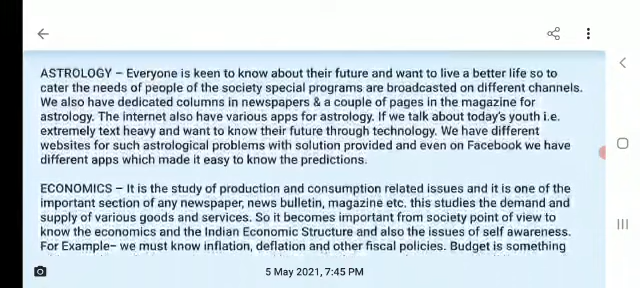 ASTROLOGY – Everyone is keen to know about their future and want to live a better life so to
cater the needs of people of the society special programs are broadcasted on different channels.
We also have dedicated columns in newspapers & a couple of pages in the magazine for
astrology. The internet also have various apps for astrology. If we talk about today's youth i.e.
extremely text heavy and want to know their future through technology. We have different
websites for such astrological problems with solution provided and even on Facebook we have
different apps which made it easy to know the predictions.
ECONOMICS – It is the study of production and consumption related issues and it is one of the
important section of any newspaper, news bulletin, magazine etc. this studies the demand and
supply of various goods and services. So it becomes important from society point of view to
know the economics and the Indian Economic Structure and also the issues of self awareness.
For Example– we must know inflation, deflation and other fiscal policies. Budget is something
5 May 2021, 7:45 PM